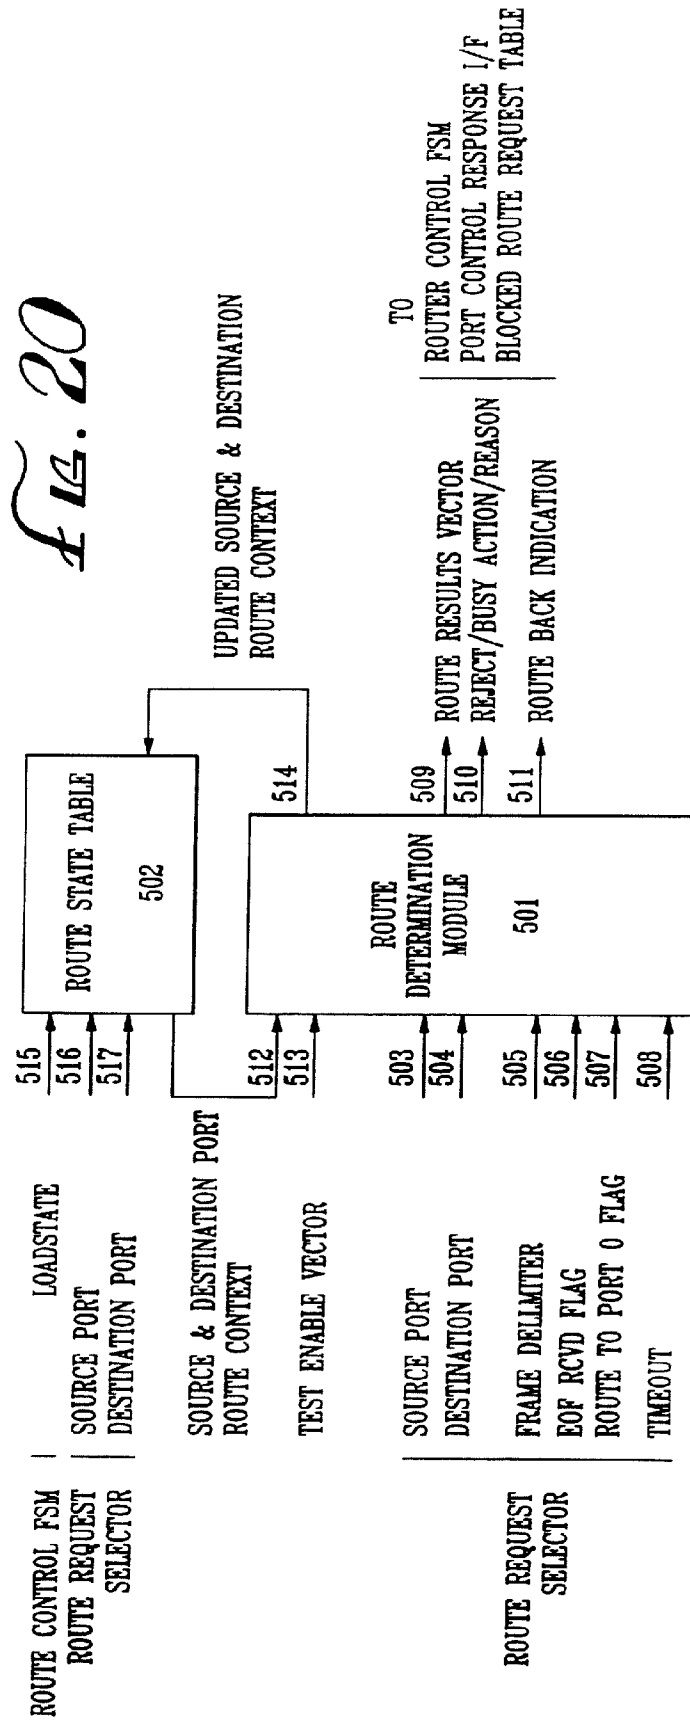 FIG. 20
ROUTE CONTROL FSM
LOADSTATE
515
ROUTE REQUEST
SELECTOR
SOURCE PORT
516
DESTINATION PORT
517
ROUTE STATE TABLE
502
SOURCE & DESTINATION PORT
ROUTE CONTEXT
512
TEST ENABLE VECTOR
513
514
UPDATED SOURCE & DESTINATION
ROUTE CONTEXT
ROUTE REQUEST
SELECTOR
SOURCE PORT
503
DESTINATION PORT
504
FRAME DELLMITER
505
EOF RCVD FLAG
506
ROUTE TO PORT 0 FLAG
507
TIMEOUT
508
ROUTE
DETERMINATION
MODULE
501
509
ROUTE RESULTS VECTOR
510
REJECT/BUSY ACTION/REASON
511
ROUTE BACK INDICATION
TO
ROUTER CONTROL FSM
PORT CONTROL RESPONSE I/F
BLOCKED ROUTE REQUEST TABLE